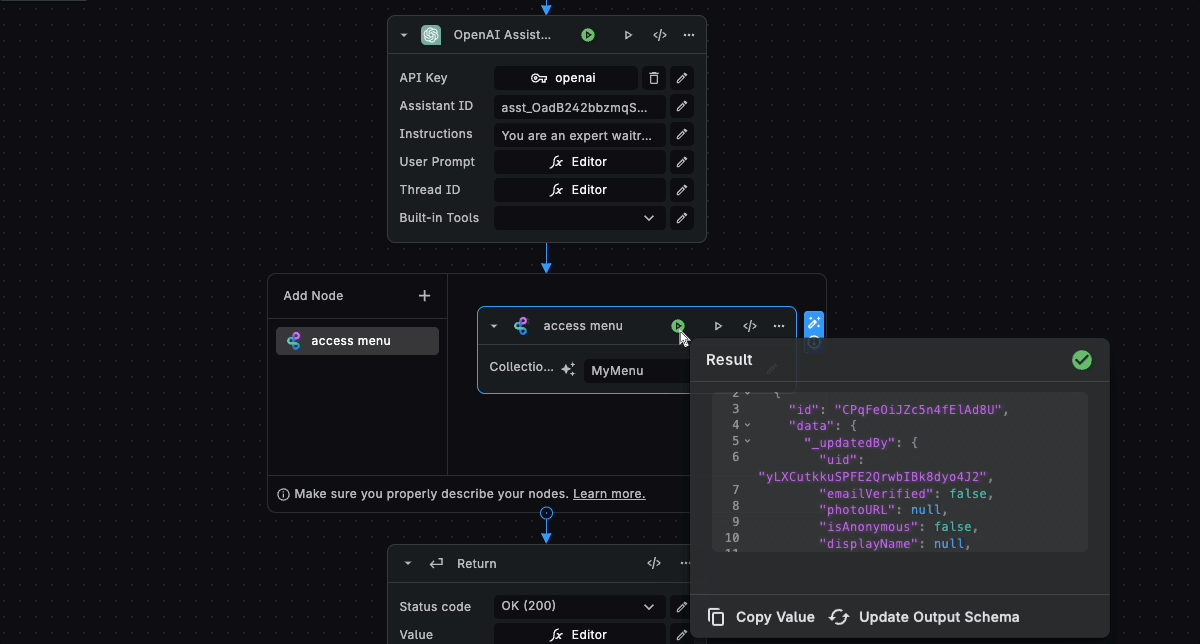 OpenAI Assist...
API Key
openai
Assistant ID
asst_OadB242bbzmqS...
Instructions
You are an expert waitr...
User Prompt
Editor
Thread ID
Editor
Built-in Tools
Add Node
access menu
access menu
Collectio...
MyMenu
Make sure you properly describe your nodes. Learn more.
Return
Status code
OK (200)
Value
Editor
Result
2 {
3 "id": "CPqFeOiJZc5n4fElAd8U",
4 "data": {
5 "_updatedBy": {
6 "uid":
"yLXCutkkuSPFE2QrwbIBk8dyo4J2",
7 "emailVerified": false,
8 "photoURL": null,
9 "isAnonymous": false,
10 "displayName": null,
11
Copy Value
Update Output Schema